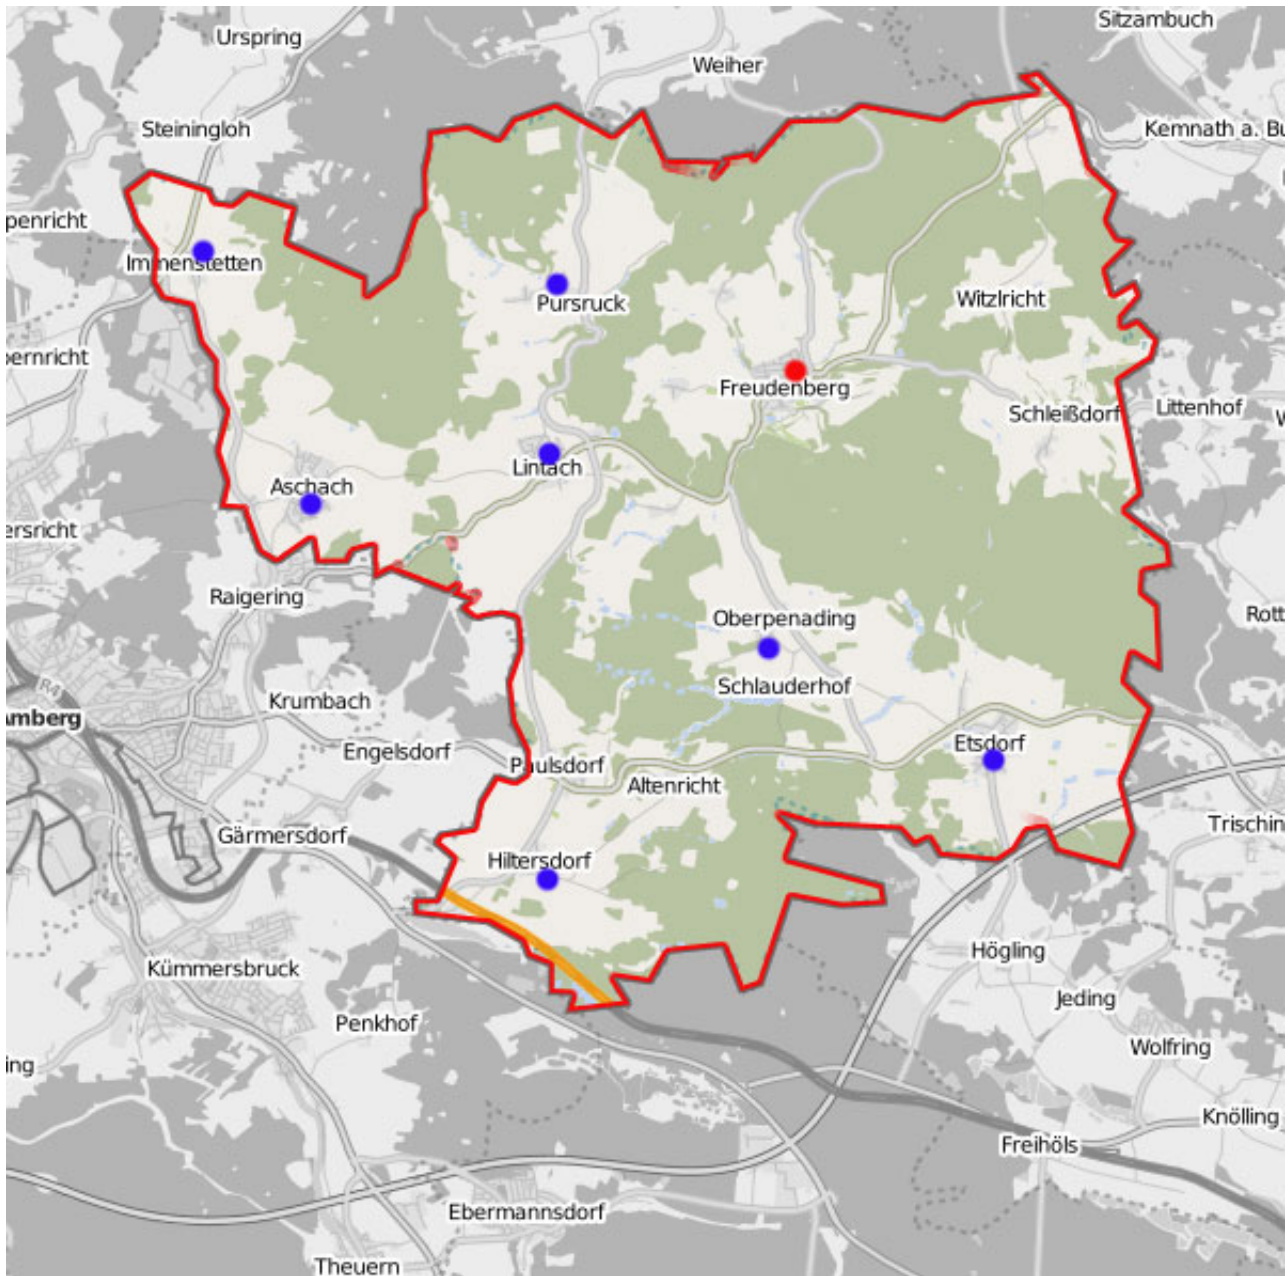 Sitzambuch
Urspring
Weiher
Steiningloh
Kemnath a. Bu
penricht
Immenstetten
Witzlricht
Pursruck
ernricht
Freudenberg
Littenhof
Schleißdorf
W
Lintach
Aschach
ersricht
Raigering
Rott
Oberpenading
R4
Schlauderhof
Krumbach
Amberg
Etsdorf
Engelsdorf
Paulsdorf
Altenricht
Trischin
Gärmersdorf
Hiltersdorf
Högling
Kümmersbruck
Jeding
Penkhof
Wolfring
ing
Knölling
Freihöls
Ebermannsdorf
Theuern